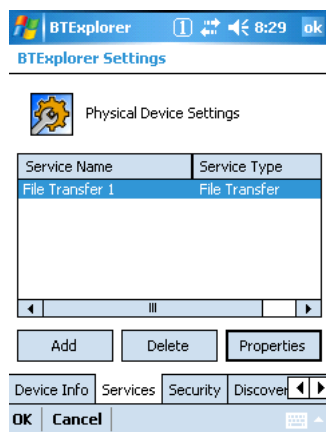 BTExplorer 1 8:29 ok
BTExplorer Settings
Physical Device Settings
Service Name Service Type
File Transfer 1 File Transfer
Add Delete Properties
Device Info Services Security Discover
OK Cancel